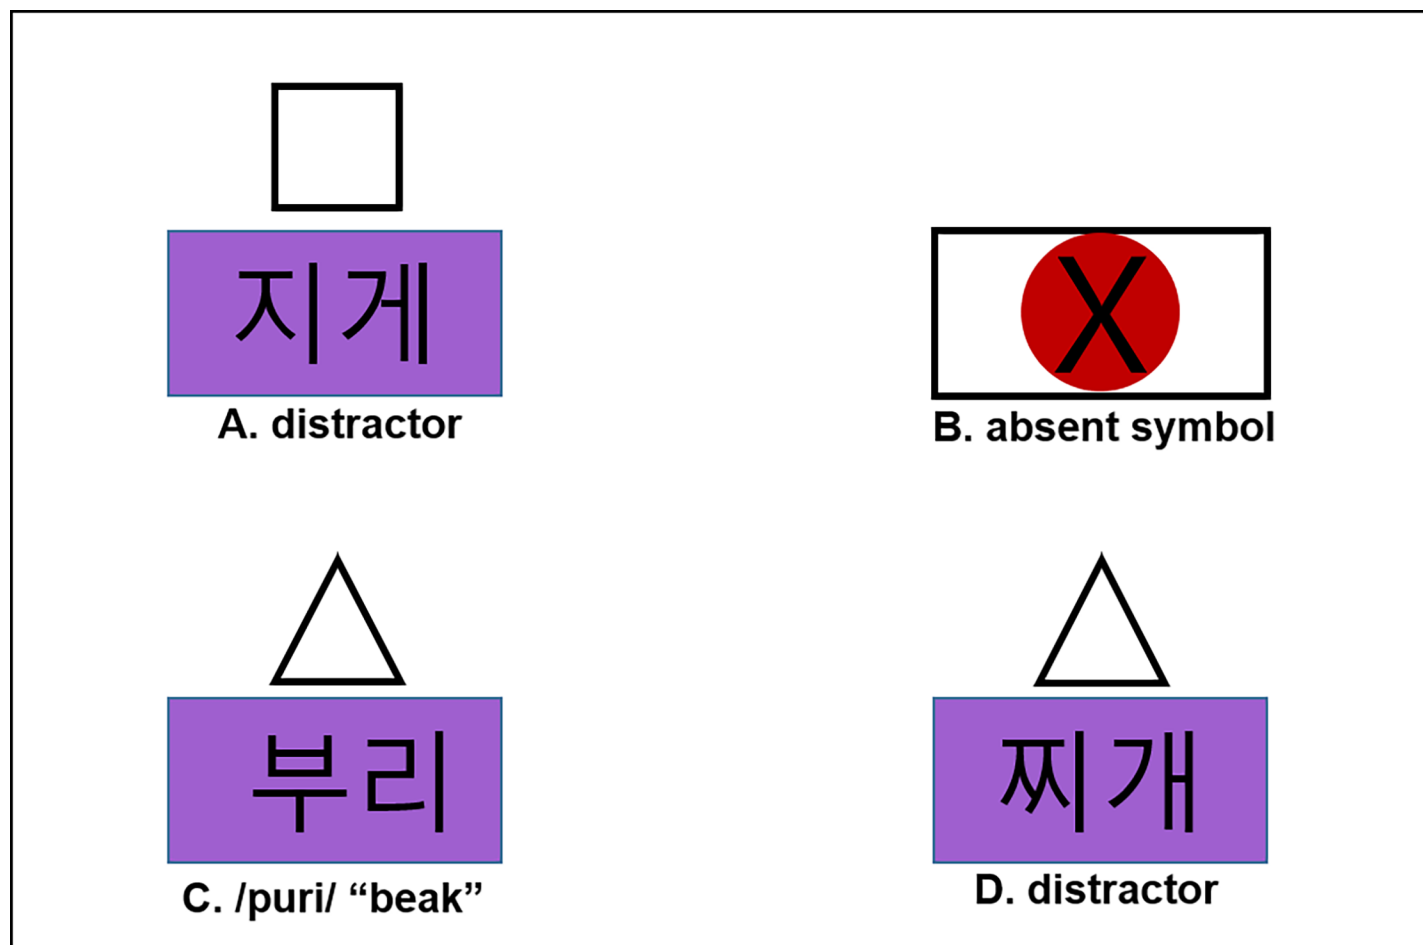 지게
A. distractor
X
B. absent symbol
부리
C. /puri/ “beak”
찌개
D. distractor